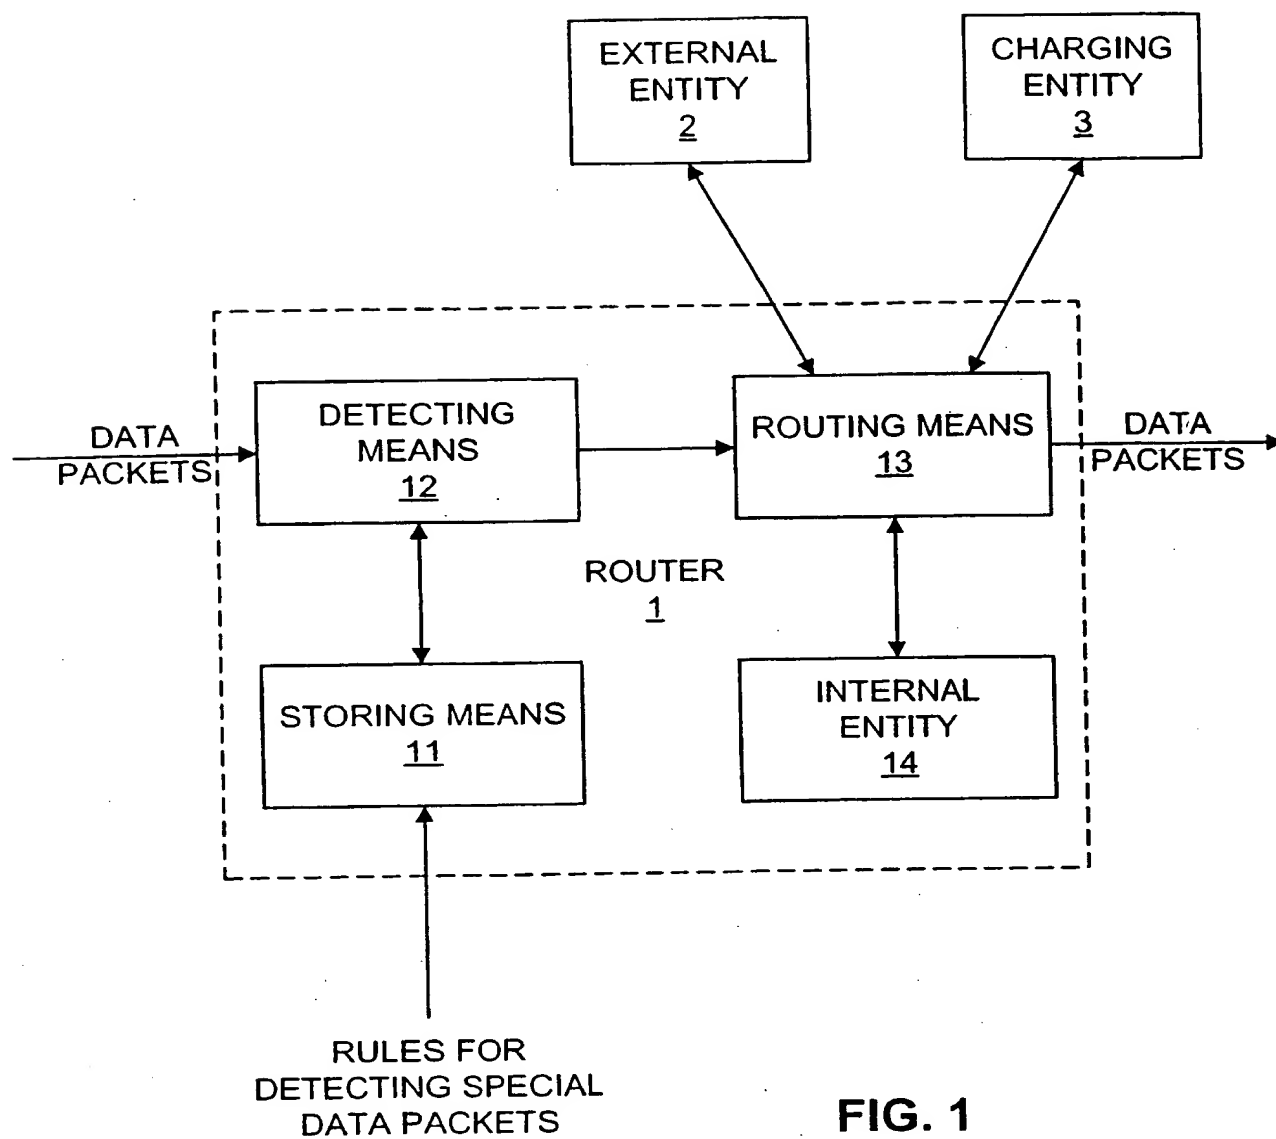 EXTERNAL
ENTITY
2
CHARGING
ENTITY
3
DATA
PACKETS
DETECTING
MEANS
12
ROUTING MEANS
13
DATA
PACKETS
ROUTER
1
STORING MEANS
11
INTERNAL
ENTITY
14
RULES FOR
DETECTING SPECIAL
DATA PACKETS
FIG. 1